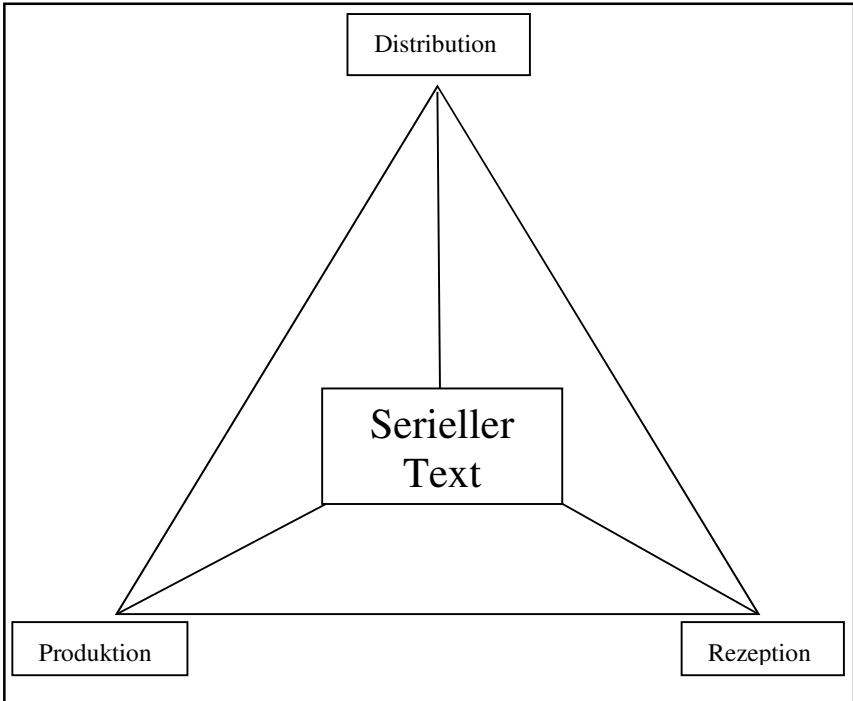 Distribution
Serieller
Text
Produktion
Rezeption